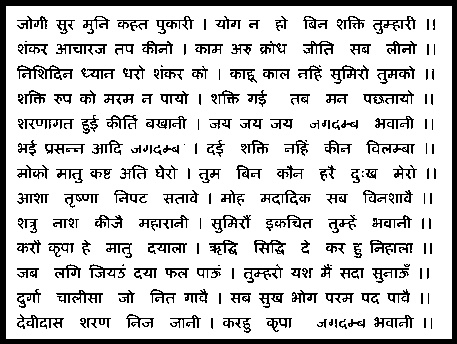 जोगी सुर मुनि कहत पुकारी । योग न हो बिन शक्ति तुम्हारी ।।
शंकर आचारज तप कीनो । काम अरु क्रोध जीति सब लीनो ।
निशिदिन ध्यान धरो शंकर को । काहू काल नहिं सुमिरो तुमको ।।
शक्ति रुप को मरम न पायो । शक्ति गई तब मन पछतायो ।।
शरणागत हुई कीर्ति बखानी । जय जय जय जगदम्ब भवानी ।।
भई प्रसन्न आदि जगदम्बा । दई शक्ति नहिं कीन विलम्बा ।।
मोको मातु कष्ट अति घेरो । तुम बिन कौन हरै दुःख मेरो ।।
आशा तृष्णा निपट सतावे । मोह मदादिक सब विनशावै ।।
शत्रु नाश कीजै महारानी । सुमिरौं इकचित तुम्हें भवानी ।।
करौ कृपा हे मातु दयाला । ऋद्धि सिद्धि दे कर हु निहाला ।।
जब लगि जियउं दया फल पाऊं । तुम्हरो यश मैं सदा सुनाऊँ ।।
दुर्गा चालीसा जो नित गावै । सब सुख भोग परम पद पावै ।।
देवीदास शरण निज जानी । करहु कृपा जगदम्ब भवानी ।।